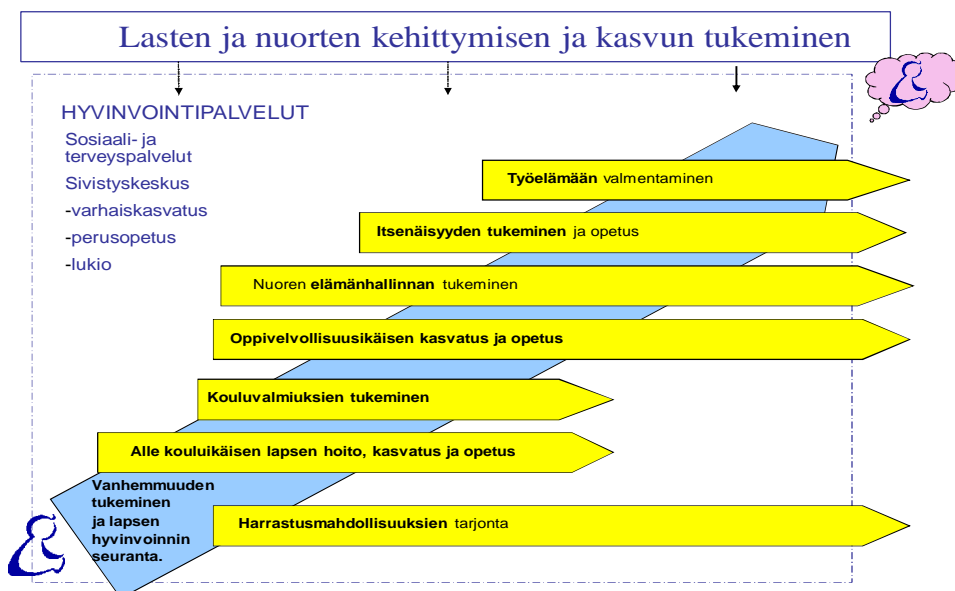 Lasten ja nuorten kehittymisen ja kasvun tukeminen
HYVINVOINTIPALVELUT
Sosiaali- ja
terveyspalvelut
Sivistyskeskus
-varhaiskasvatus
-perusopetus
-lukio
Työelämään valmentaminen
Itsenäisyyden tukeminen ja opetus
Nuoren elämänhallinnan tukeminen
Oppivelvollisuusikäisen kasvatus ja opetus
Kouluvalmiuksien tukeminen
Alle kouluikäisen lapsen hoito, kasvatus ja opetus
Vanhemmuuden
tukeminen
ja lapsen
hyvinvoinnin
seuranta.
Harrastusmahdollisuuksien tarjonta